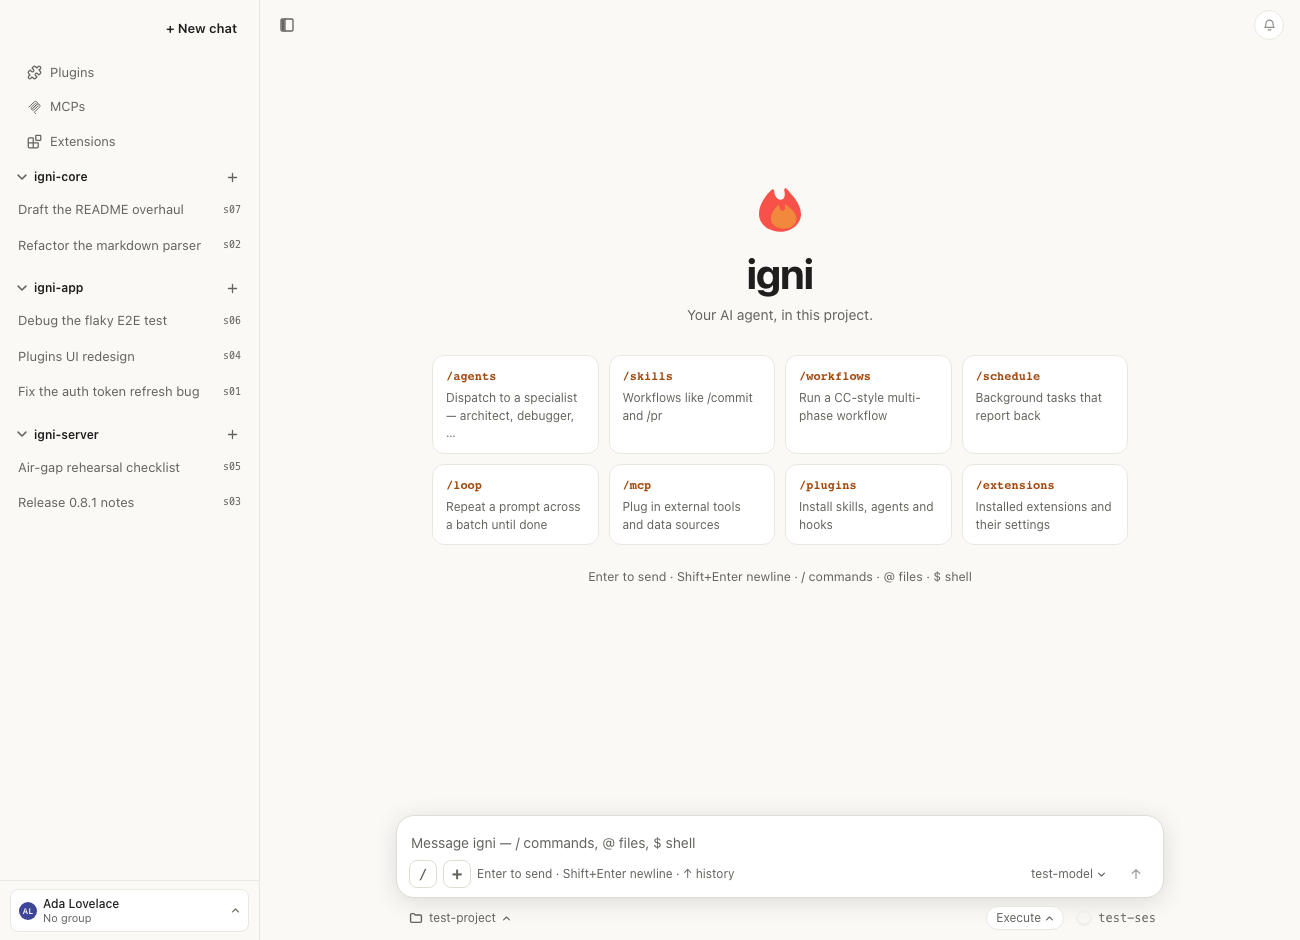 + New chat
Plugins
MCPs
Extensions
igni-core
Draft the README overhaul s07
Refactor the markdown parser s02
igni-app
Debug the flaky E2E test s06
Plugins UI redesign s04
Fix the auth token refresh bug s01
igni-server
Air-gap rehearsal checklist s05
Release 0.8.1 notes s03
Ada Lovelace
AL
No group
igni
Your AI agent, in this project.
/agents
Dispatch to a specialist
— architect, debugger,
…
/skills
Workflows like /commit
and /pr
/workflows
Run a CC-style multi-
phase workflow
/schedule
Background tasks that
report back
/loop
Repeat a prompt across
a batch until done
/mcp
Plug in external tools
and data sources
/plugins
Install skills, agents and
hooks
/extensions
Installed extensions and
their settings
Enter to send · Shift+Enter newline · / commands · @ files · $ shell
Message igni — / commands, @ files, $ shell
/ + Enter to send · Shift+Enter newline · ↑ history test-model ↑
test-project Execute test-ses